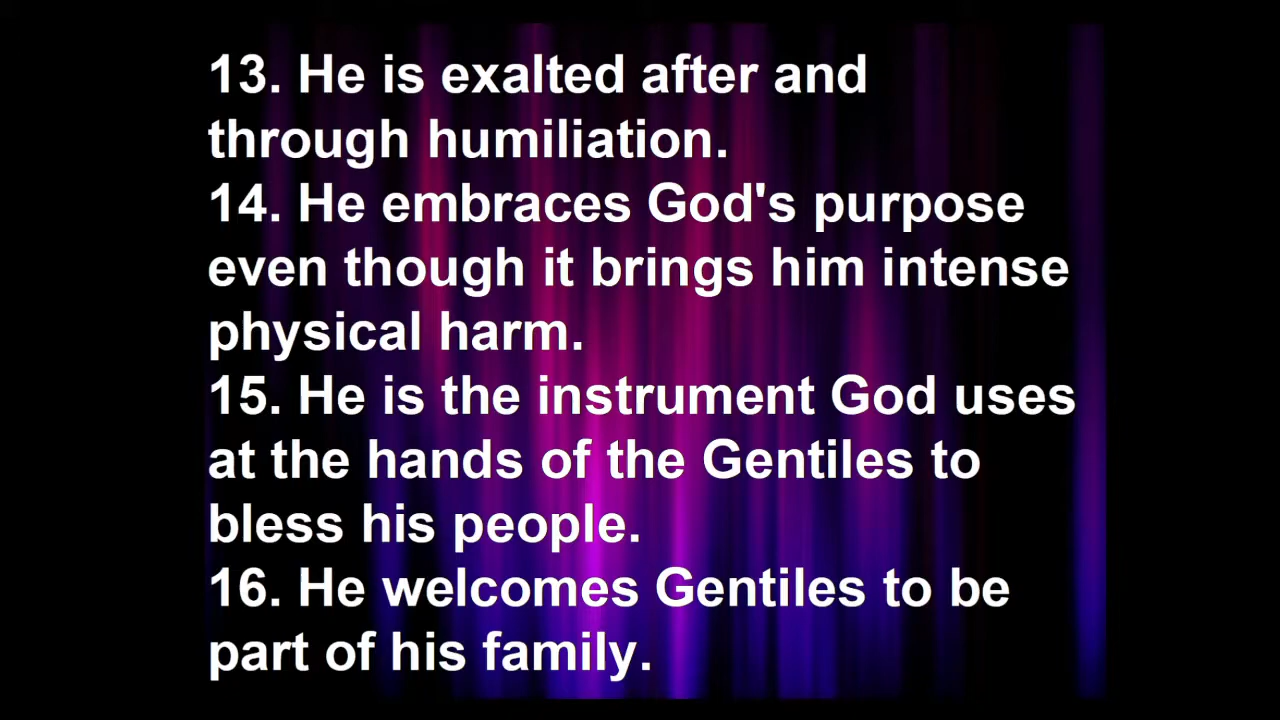 13. He is exalted after and
through humiliation.
14. He embraces God's purpose
even though it brings him intense
physical harm.
15. He is the instrument God uses
at the hands of the Gentiles to
bless his people.
16. He welcomes Gentiles to be
part of his family.